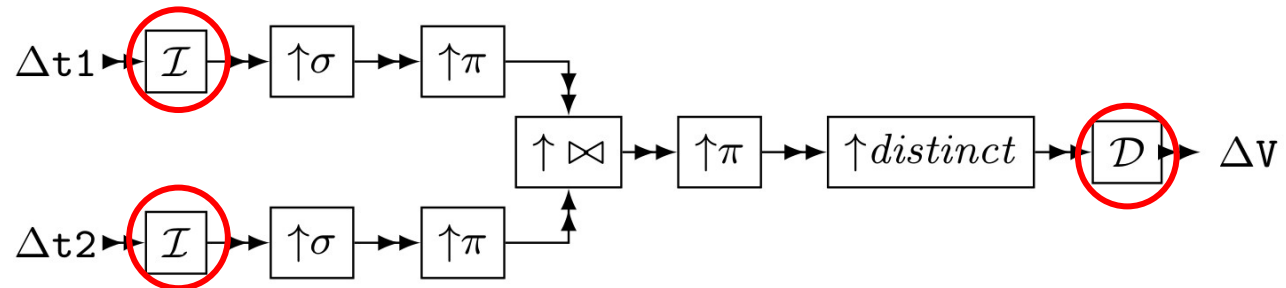 Δt1 𝓘 ↑σ ↑π
↑⋈ ↑π ↑distinct 𝓓 ΔV
Δt2 𝓘 ↑σ ↑π